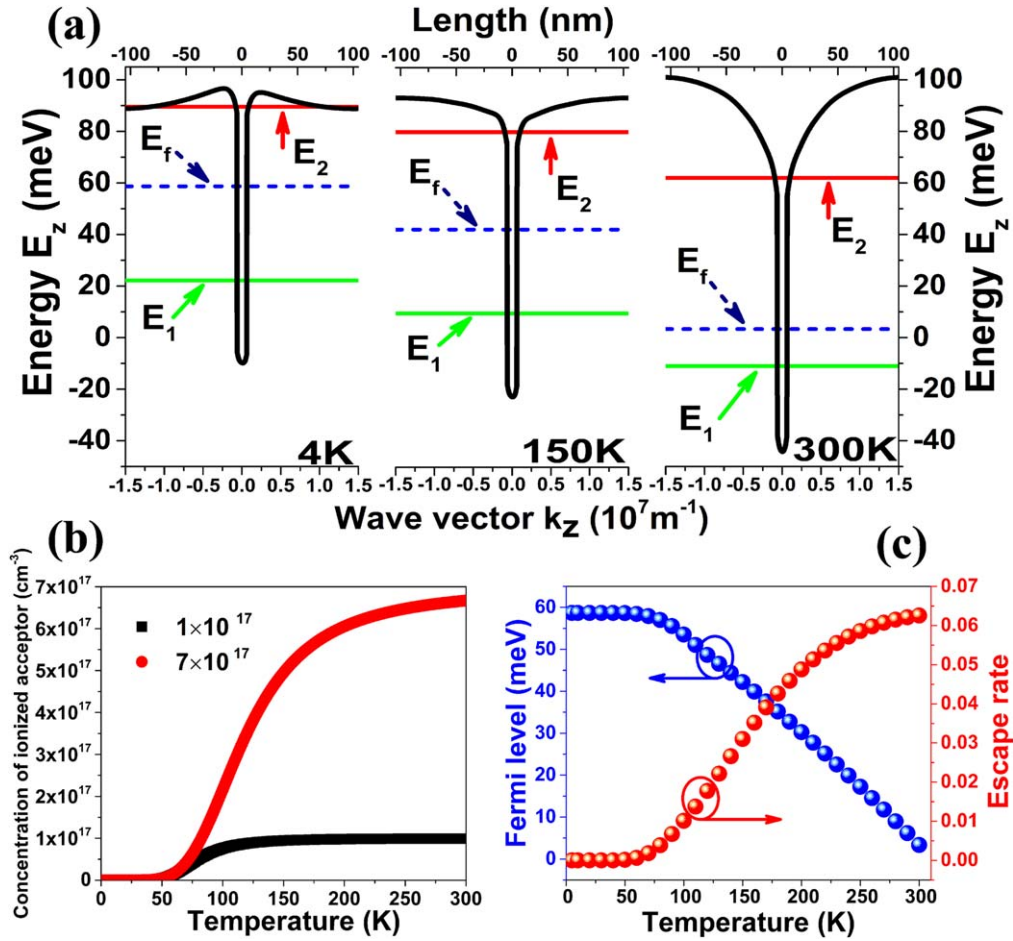 (a)
Length (nm)
-100 -50 0 50 100 -100 -50 0 50 100 -100 -50 0 50 100
Energy E_z (meV)
100
80
60
40
20
0
-20
-40
E_f
E_2
E_1
4K
E_f
E_2
E_1
150K
E_f
E_2
E_1
300K
100
80
60
40
20
0
-20
-40
Energy E_z (meV)
-1.5 -1.0 -0.5 0.0 0.5 1.0 1.5 -1.0 -0.5 0.0 0.5 1.0 1.5 -1.0 -0.5 0.0 0.5 1.0 1.5
Wave vector k_z (10^7m^-1)
(b)
Concentration of ionized acceptor (cm^-3)
7x10^17
6x10^17
5x10^17
4x10^17
3x10^17
2x10^17
1x10^17
0
1×10^17
7×10^17
0 50 100 150 200 250 300
Temperature (K)
(c)
Fermi level (meV)
60
50
40
30
20
10
0
0.07
0.06
0.05
0.04
0.03
0.02
0.01
0.00
Escape rate
0 50 100 150 200 250 300
Temperature (K)